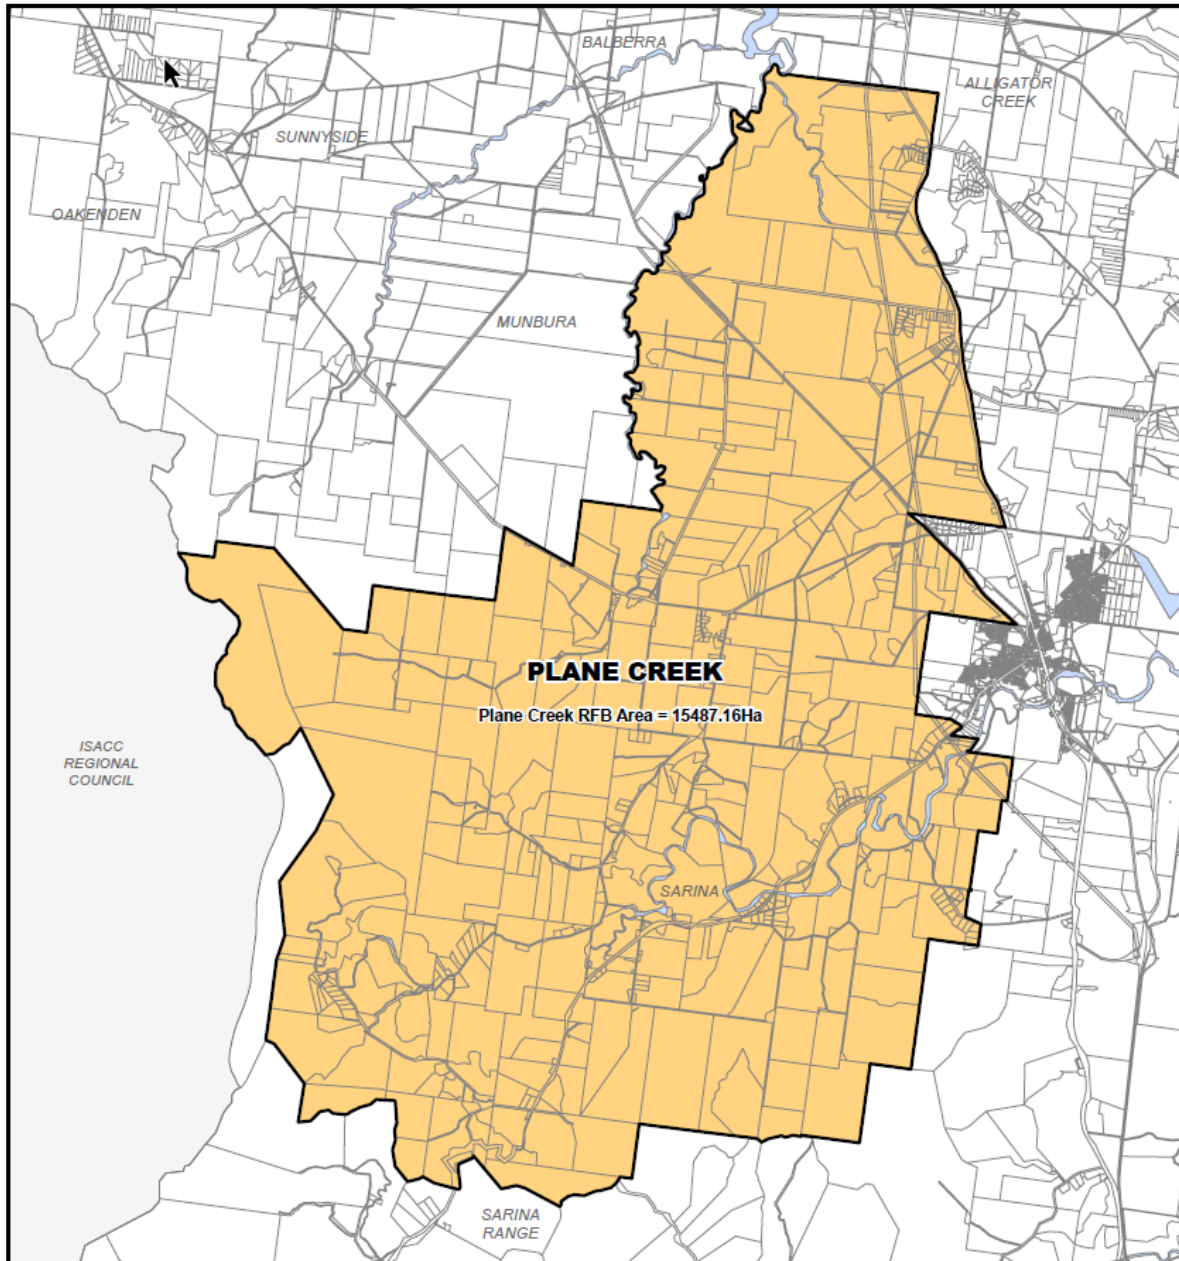 BALBERRA
ALLIGATOR
CREEK
SUNNYSIDE
OAKENDEN
MUNBURA
PLANE CREEK
Plane Creek RFB Area = 15487.16Ha
ISACC
REGIONAL
COUNCIL
SARINA
SARINA
RANGE